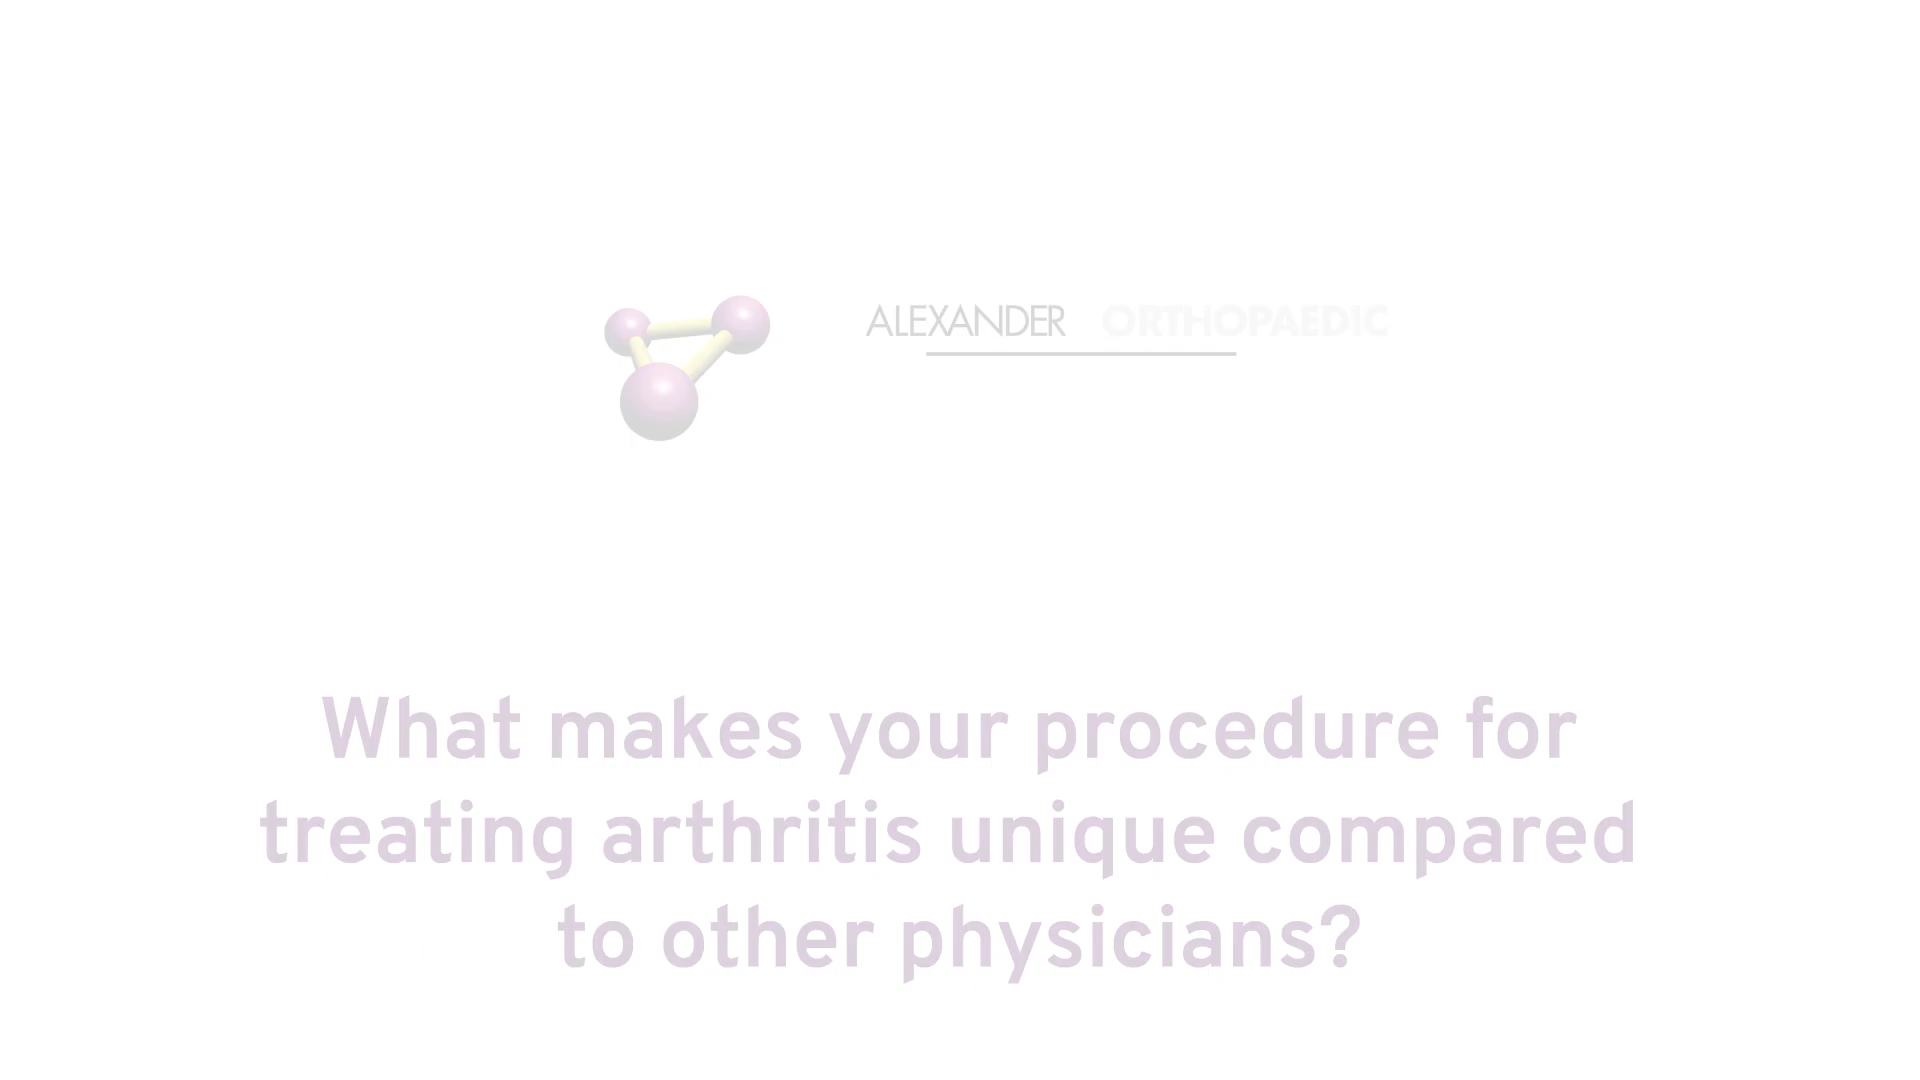 ALEXANDER ORTHOPAEDIC
What makes your procedure for
treating arthritis unique compared
to other physicians?